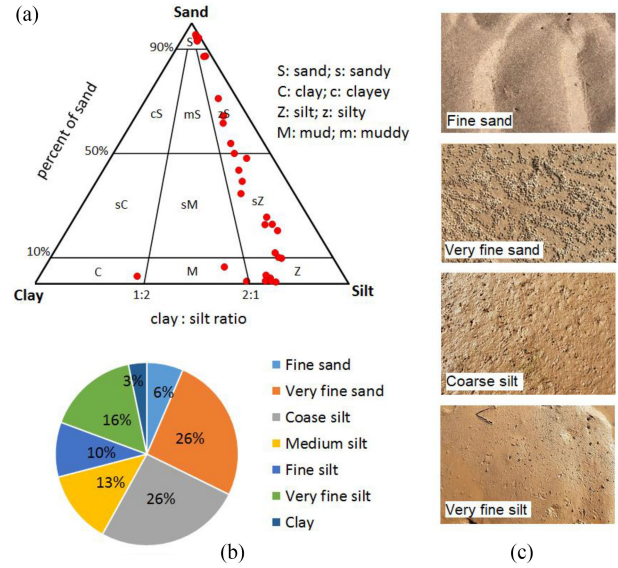 (a)
Sand
90%
S
S: sand; s: sandy
C: clay; c: clayey
Z: silt; z: silty
M: mud; m: muddy
cS
mS
zS
percent of sand
50%
sC
sM
sZ
10%
C
M
Z
Clay
1:2
2:1
Silt
clay : silt ratio
Fine sand
Very fine sand
Coase silt
Medium silt
Fine silt
Very fine silt
Clay
3%
6%
16%
26%
10%
13%
26%
(b)
Fine sand
Very fine sand
Coarse silt
Very fine silt
(c)